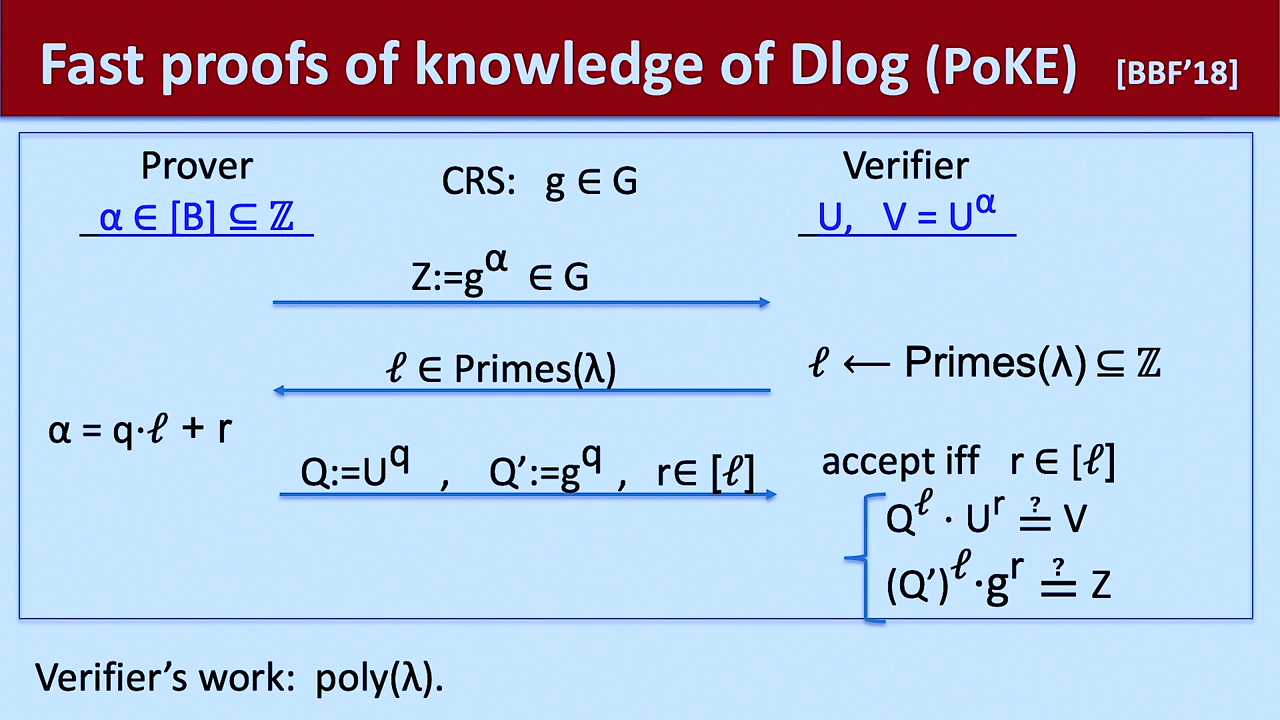 Fast proofs of knowledge of Dlog (PoKE) [BBF’18]
Prover
CRS: g ∈ G
Verifier
α ∈ [B] ⊆ ℤ
U, V = U^α
Z:=g^α ∈ G
ℓ ∈ Primes(λ)
ℓ ⟵ Primes(λ) ⊆ ℤ
α = q·ℓ + r
Q:=U^q , Q’:=g^q , r∈ [ℓ]
accept iff r ∈ [ℓ]
Q^ℓ · U^r ≟ V
(Q’)^ℓ·g^r ≟ Z
Verifier’s work: poly(λ).